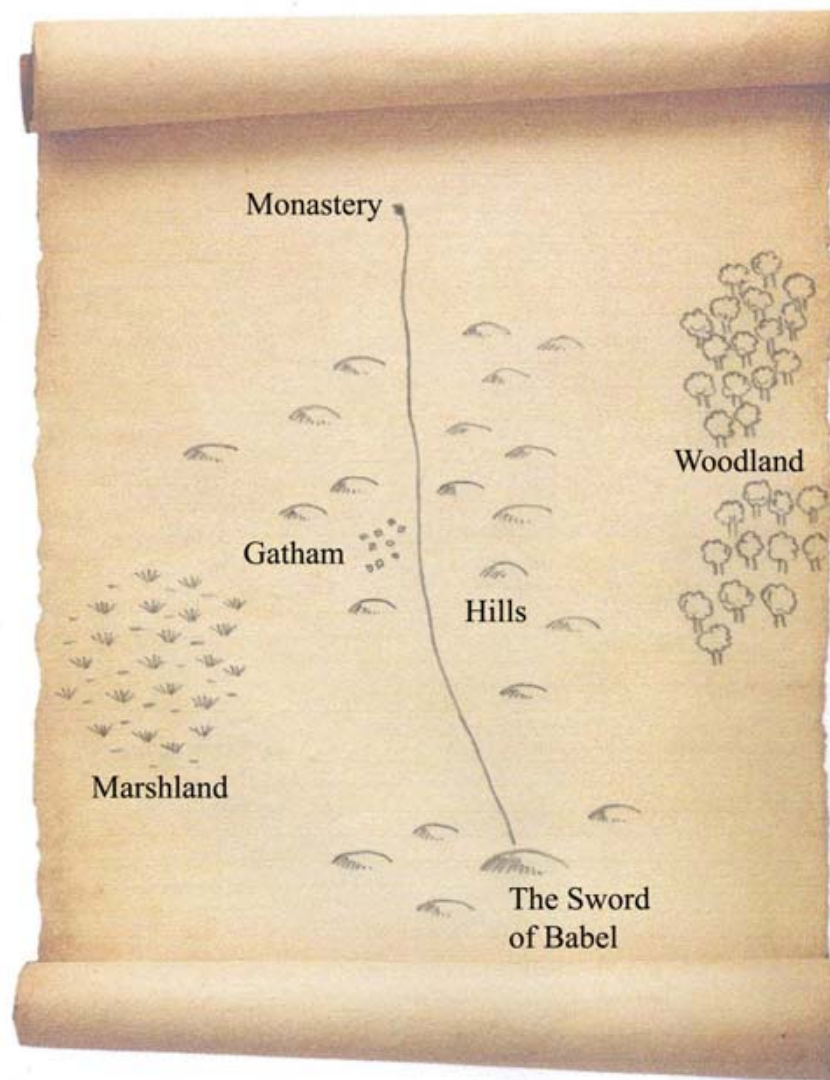 Monastery
Woodland
Gatham
Hills
Marshland
The Sword
of Babel